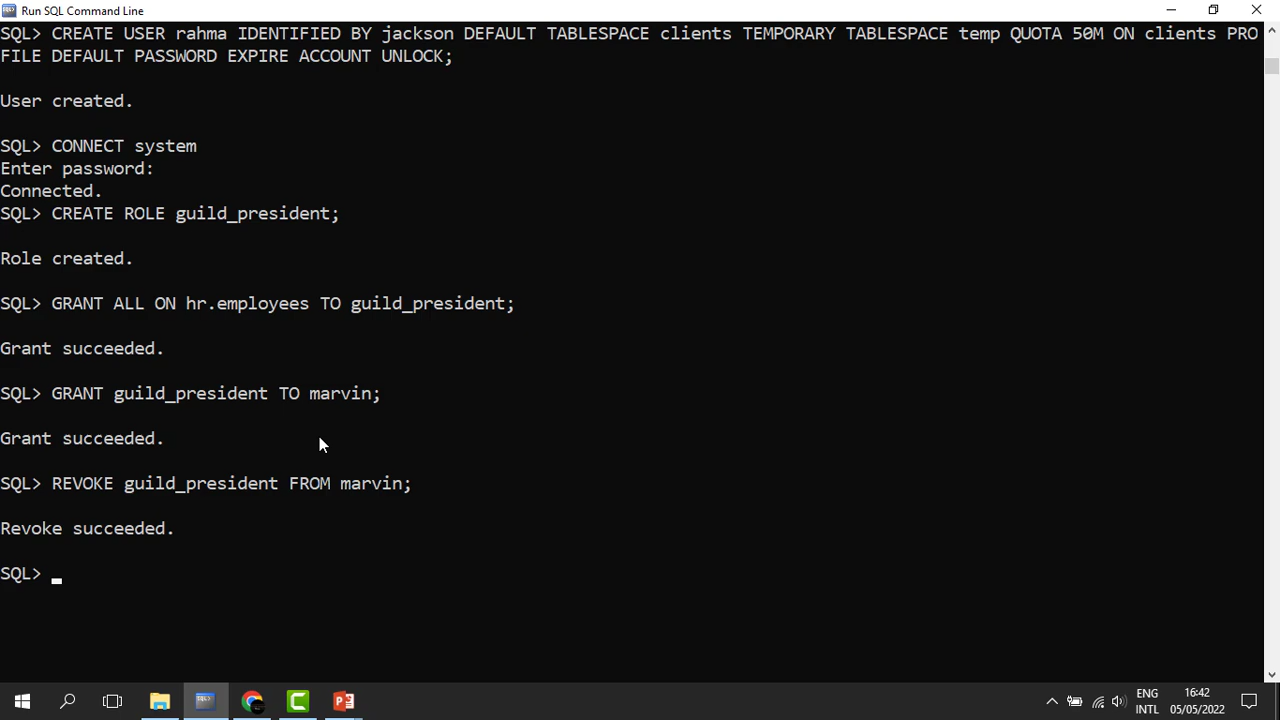 Run SQL Command Line
SQL> CREATE USER rahma IDENTIFIED BY jackson DEFAULT TABLESPACE clients TEMPORARY TABLESPACE temp QUOTA 50M ON clients PRO
FILE DEFAULT PASSWORD EXPIRE ACCOUNT UNLOCK;
User created.
SQL> CONNECT system
Enter password:
Connected.
SQL> CREATE ROLE guild_president;
Role created.
SQL> GRANT ALL ON hr.employees TO guild_president;
Grant succeeded.
SQL> GRANT guild_president TO marvin;
Grant succeeded.
SQL> REVOKE guild_president FROM marvin;
Revoke succeeded.
SQL>
ENG
INTL
16:42
05/05/2022